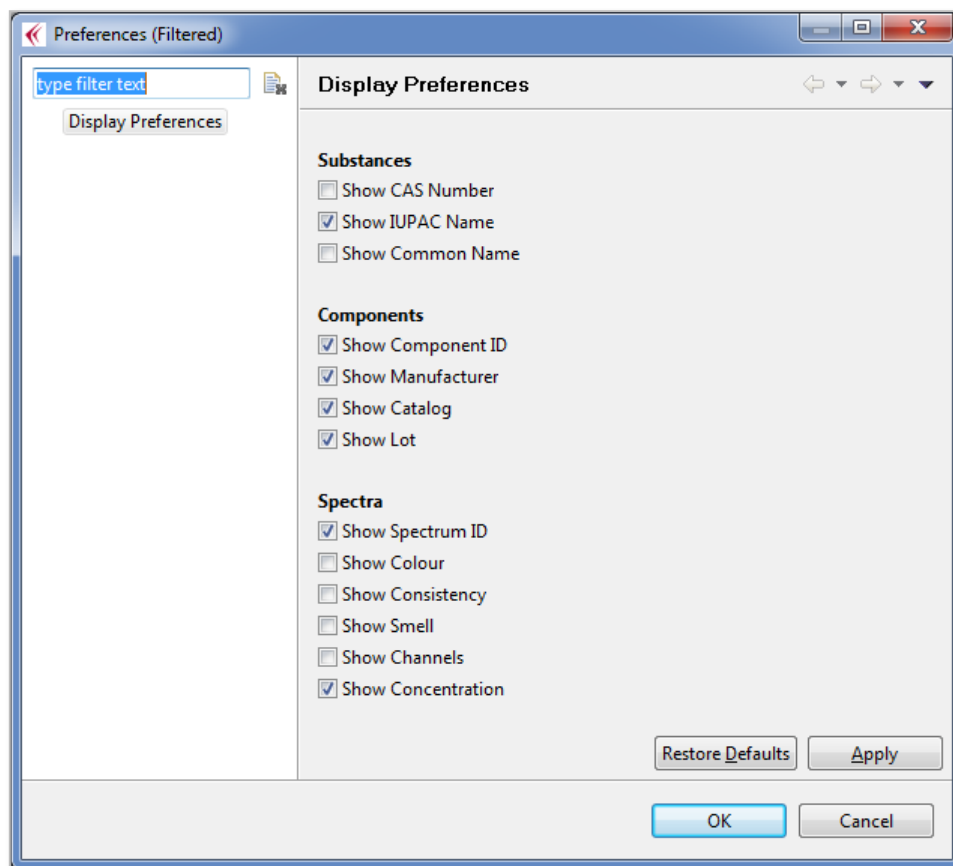 Preferences (Filtered)
type filter text
Display Preferences
Display Preferences
Substances
Show CAS Number
Show IUPAC Name
Show Common Name
Components
Show Component ID
Show Manufacturer
Show Catalog
Show Lot
Spectra
Show Spectrum ID
Show Colour
Show Consistency
Show Smell
Show Channels
Show Concentration
Restore Defaults Apply
OK Cancel